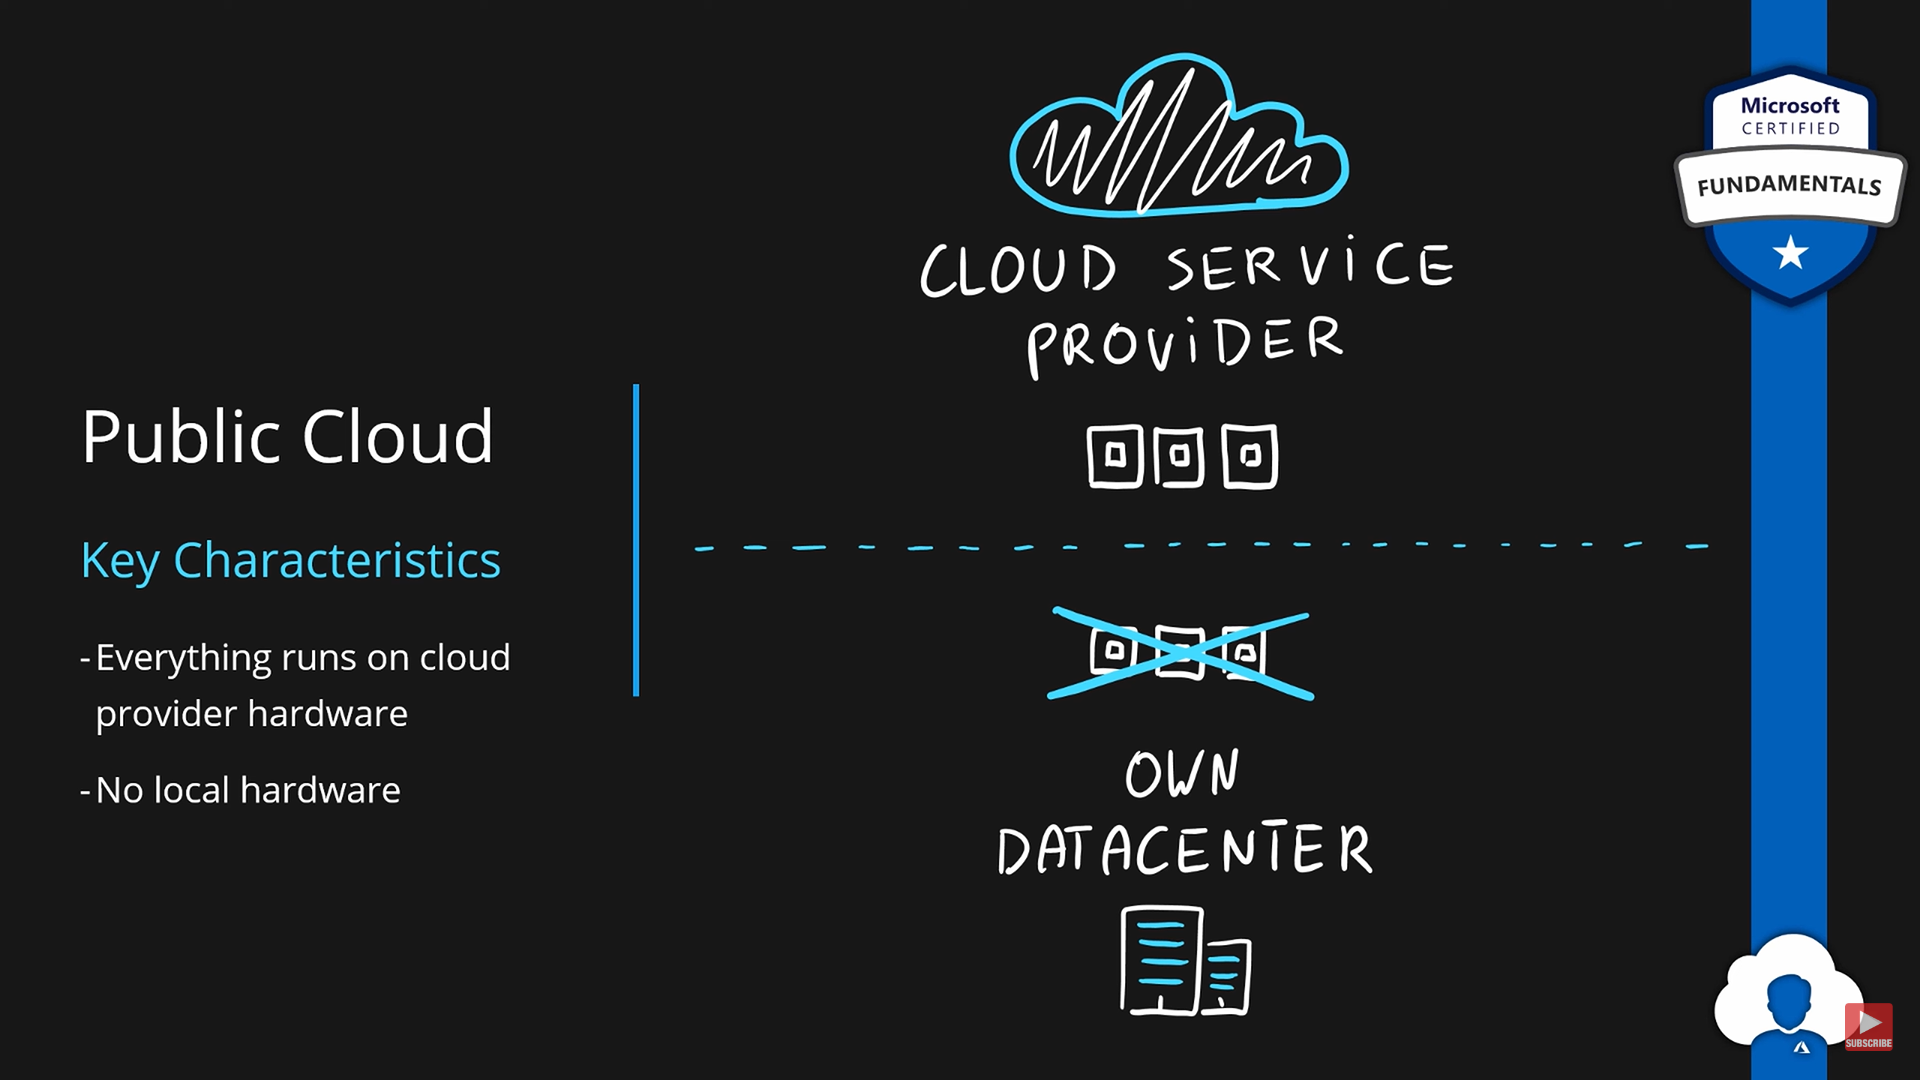 Public Cloud
Key Characteristics
-Everything runs on cloud
provider hardware
-No local hardware
CLOUD SERViCE
PROViDER
OWN
DATACENTER
Microsoft
CERTIFIED
FUNDAMENTALS
SUBSCRIBE